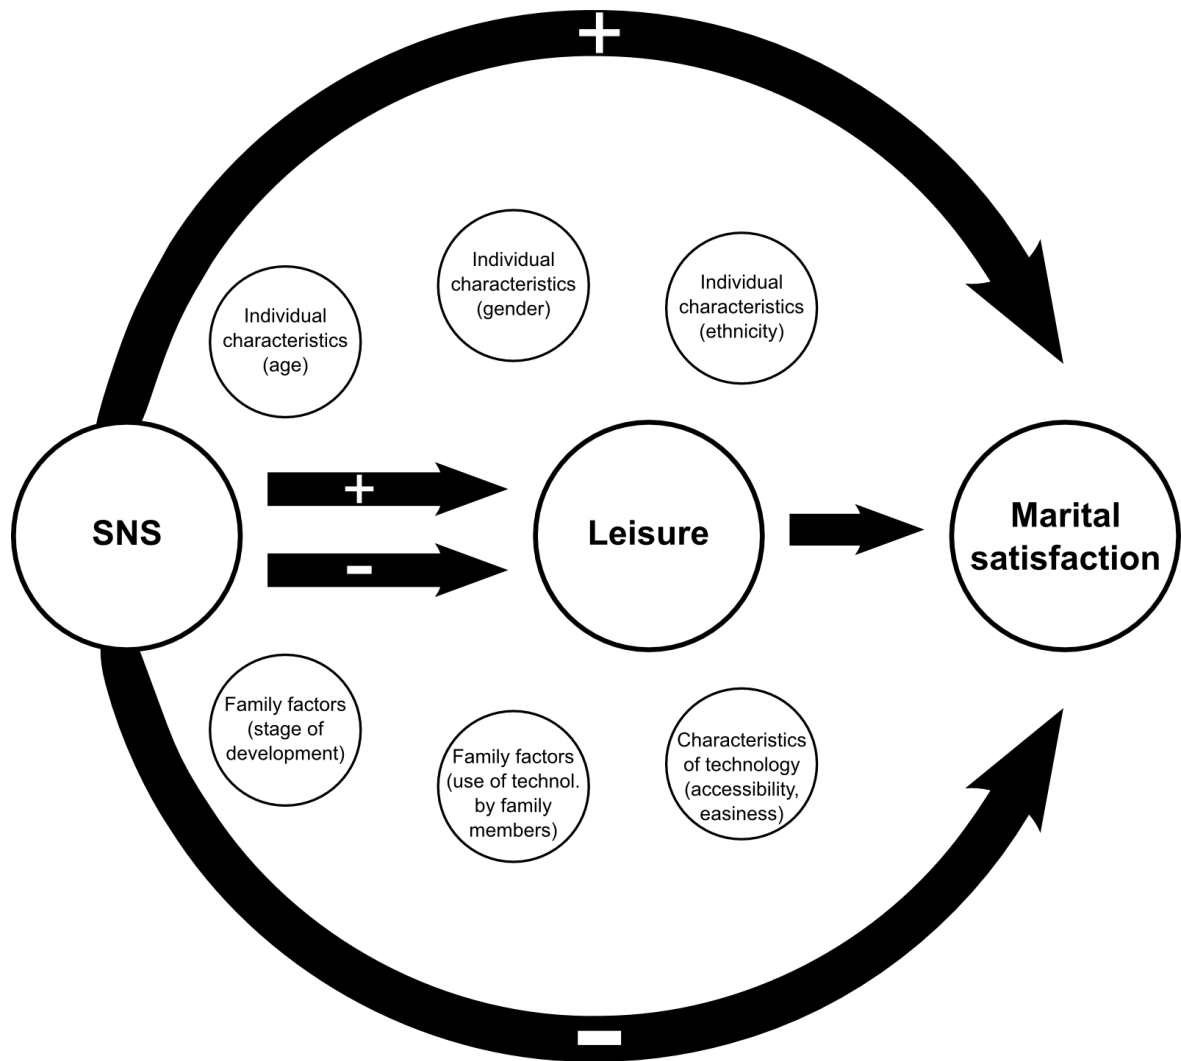 +
Individual
characteristics
(gender)
Individual
characteristics
(ethnicity)
Individual
characteristics
(age)
+
SNS
Leisure
Marital
satisfaction
-
Family factors
(stage of
development)
Family factors
(use of technol.
by family
members)
Characteristics
of technology
(accessibility,
easiness)
-